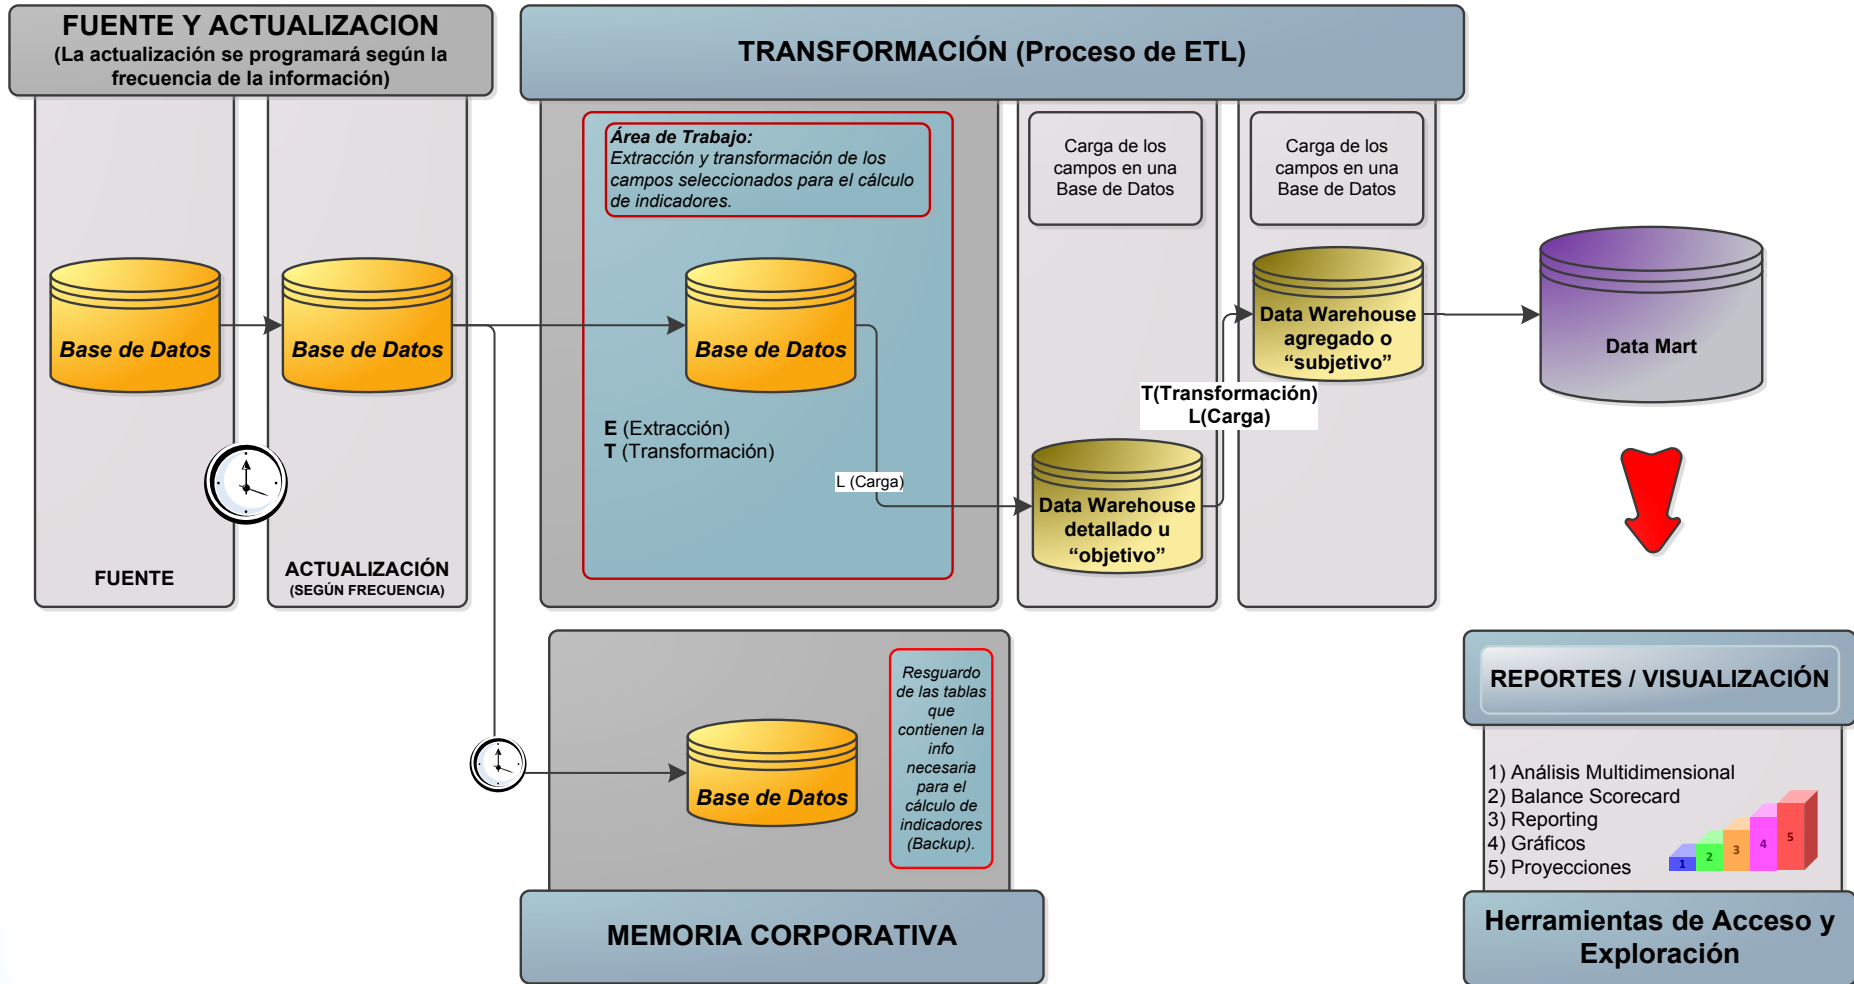 FUENTE Y ACTUALIZACION
(La actualización se programará según la
frecuencia de la información)
TRANSFORMACIÓN (Proceso de ETL)
Área de Trabajo:
Extracción y transformación de los
campos seleccionados para el cálculo
de indicadores.
Carga de los
campos en una
Base de Datos
Carga de los
campos en una
Base de Datos
Base de Datos
Base de Datos
Base de Datos
Data Warehouse
agregado o
“subjetivo”
Data Mart
T(Transformación)
L(Carga)
E (Extracción)
T (Transformación)
L (Carga)
Data Warehouse
detallado u
“objetivo”
FUENTE
ACTUALIZACIÓN
(SEGÚN FRECUENCIA)
Resguardo
de las tablas
que
contienen la
info
necesaria
para el
cálculo de
indicadores
(Backup).
Base de Datos
MEMORIA CORPORATIVA
REPORTES / VISUALIZACIÓN
1) Análisis Multidimensional
2) Balance Scorecard
3) Reporting
4) Gráficos
5) Proyecciones
1 2 3 4 5
Herramientas de Acceso y
Exploración